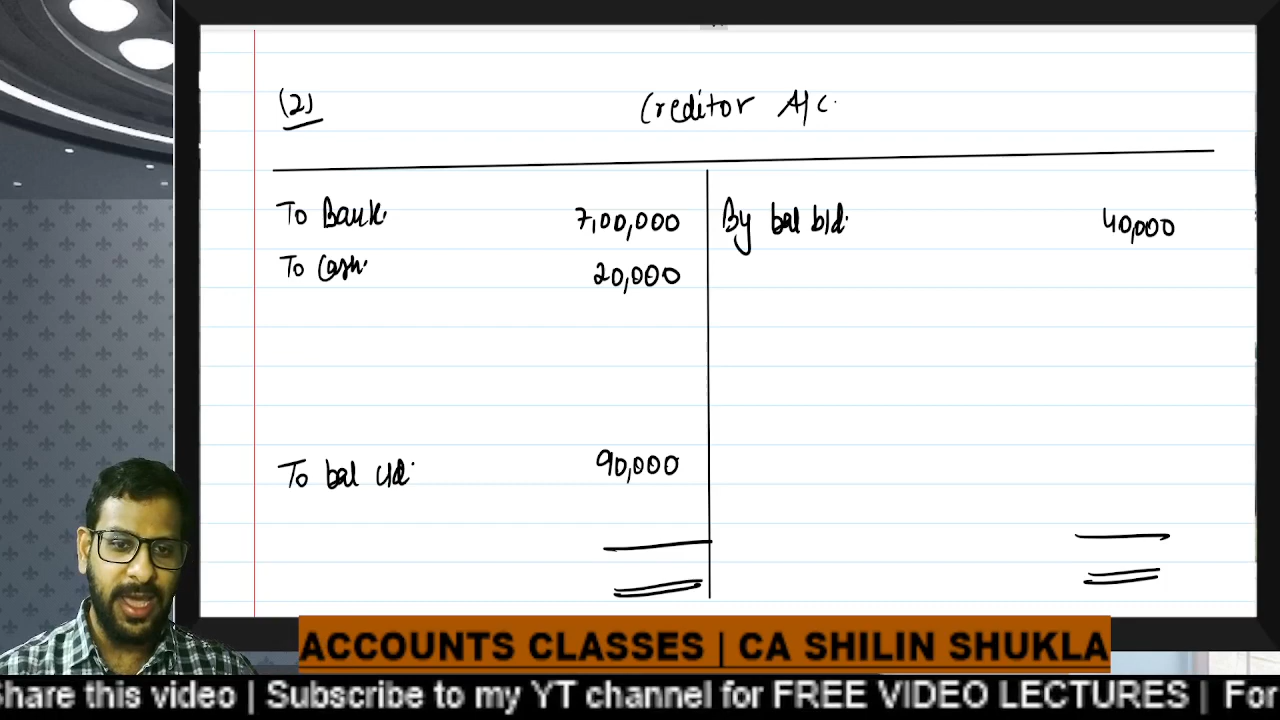 (2) Creditor A/c.
To Bank 7,00,000 By bal b/d. 40,000
To Cash 20,000
To bal c/d. 90,000
ACCOUNTS CLASSES | CA SHILIN SHUKLA
Share this video | Subscribe to my YT channel for FREE VIDEO LECTURES | For